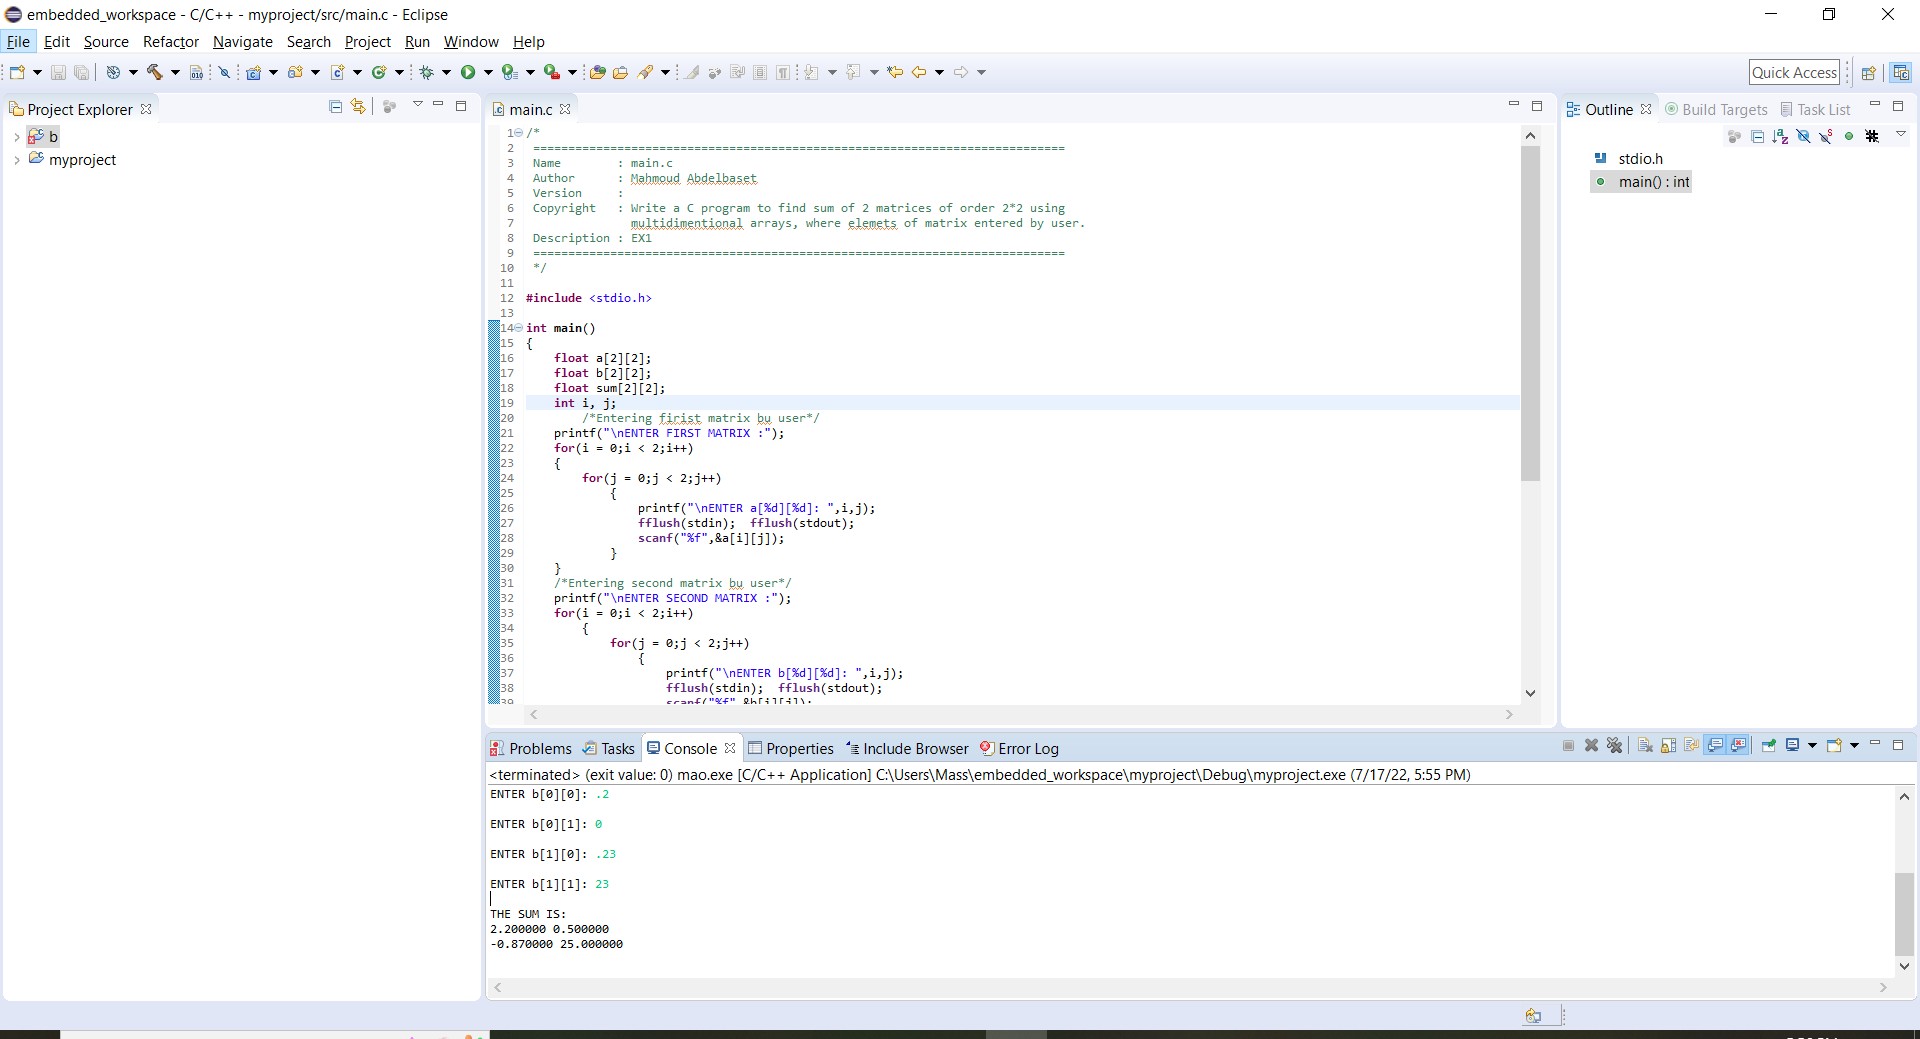 embedded_workspace - C/C++ - myproject/src/main.c - Eclipse
File Edit Source Refactor Navigate Search Project Run Window Help
Quick Access
Project Explorer
b
myproject
main.c
1 /*
2 ============================================================================
3 Name : main.c
4 Author : Mahmoud Abdelbaset
5 Version :
6 Copyright : Write a C program to find sum of 2 matrices of order 2*2 using
7 multidimentional arrays, where elemets of matrix entered by user.
8 Description : EX1
9 ============================================================================
10 */
11
12 #include <stdio.h>
13
14 int main()
15 {
16 float a[2][2];
17 float b[2][2];
18 float sum[2][2];
19 int i, j;
20 /*Entering firist matrix bu user*/
21 printf("\nENTER FIRST MATRIX :");
22 for(i = 0;i < 2;i++)
23 {
24 for(j = 0;j < 2;j++)
25 {
26 printf("\nENTER a[%d][%d]: ",i,j);
27 fflush(stdin); fflush(stdout);
28 scanf("%f",&a[i][j]);
29 }
30 }
31 /*Entering second matrix bu user*/
32 printf("\nENTER SECOND MATRIX :");
33 for(i = 0;i < 2;i++)
34 {
35 for(j = 0;j < 2;j++)
36 {
37 printf("\nENTER b[%d][%d]: ",i,j);
38 fflush(stdin); fflush(stdout);
39 scanf("%f",&b[i][j]);
Outline Build Targets Task List
stdio.h
main() : int
Problems Tasks Console Properties Include Browser Error Log
<terminated> (exit value: 0) mao.exe [C/C++ Application] C:\Users\Mass\embedded_workspace\myproject\Debug\myproject.exe (7/17/22, 5:55 PM)
ENTER b[0][0]: .2
ENTER b[0][1]: 0
ENTER b[1][0]: .23
ENTER b[1][1]: 23
THE SUM IS:
2.200000 0.500000
-0.870000 25.000000